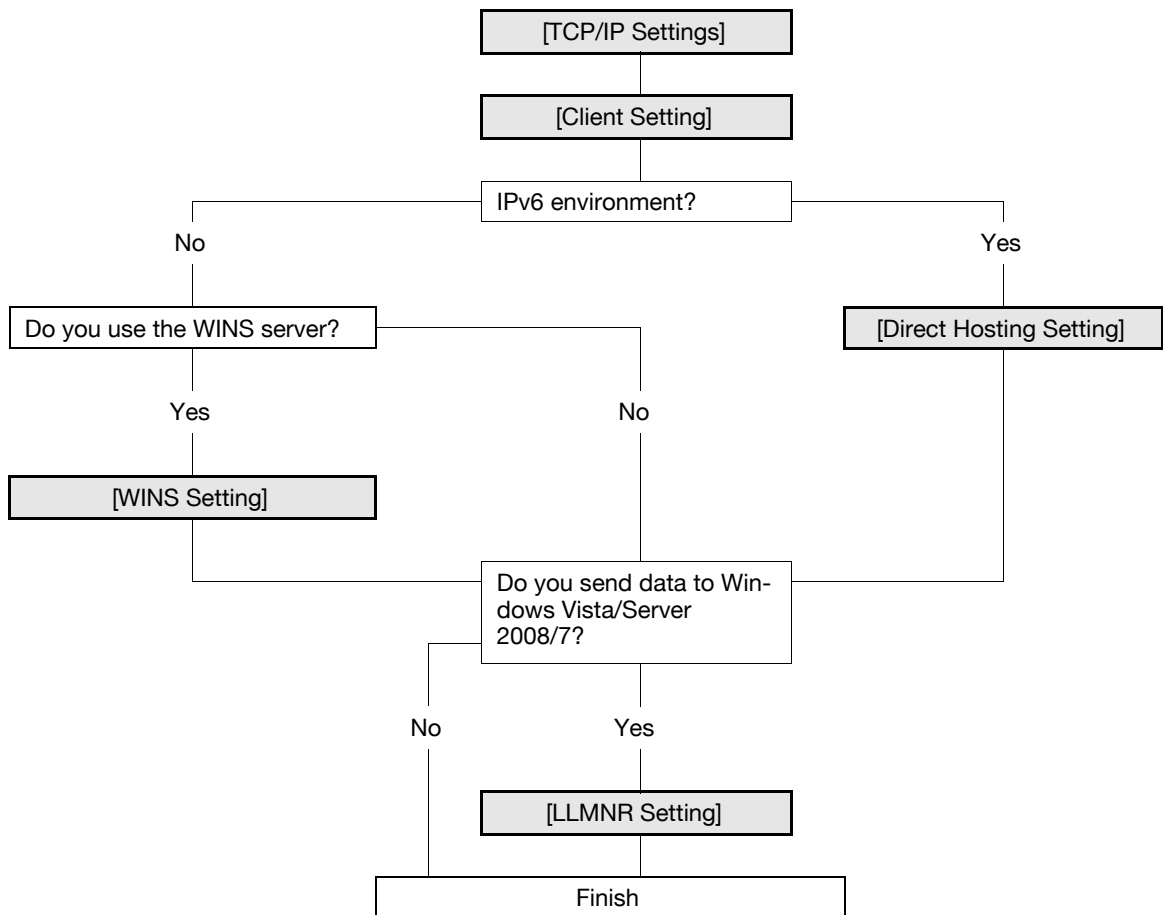 [TCP/IP Settings]
[Client Setting]
IPv6 environment?
No
Yes
Do you use the WINS server?
[Direct Hosting Setting]
Yes
No
[WINS Setting]
Do you send data to Win-
dows Vista/Server
2008/7?
No
Yes
[LLMNR Setting]
Finish